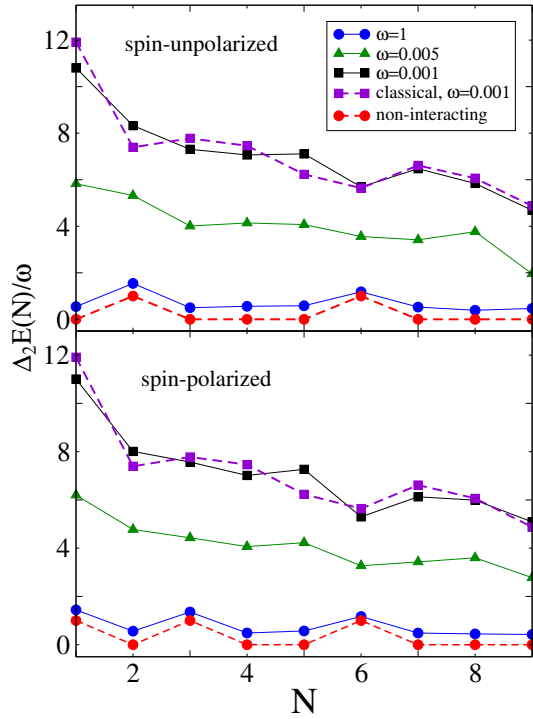 12
spin-unpolarized
ω=1
ω=0.005
ω=0.001
classical, ω=0.001
non-interacting
8
4
0
Δ₂E(N)/ω
12
spin-polarized
8
4
0
2
4
6
8
N